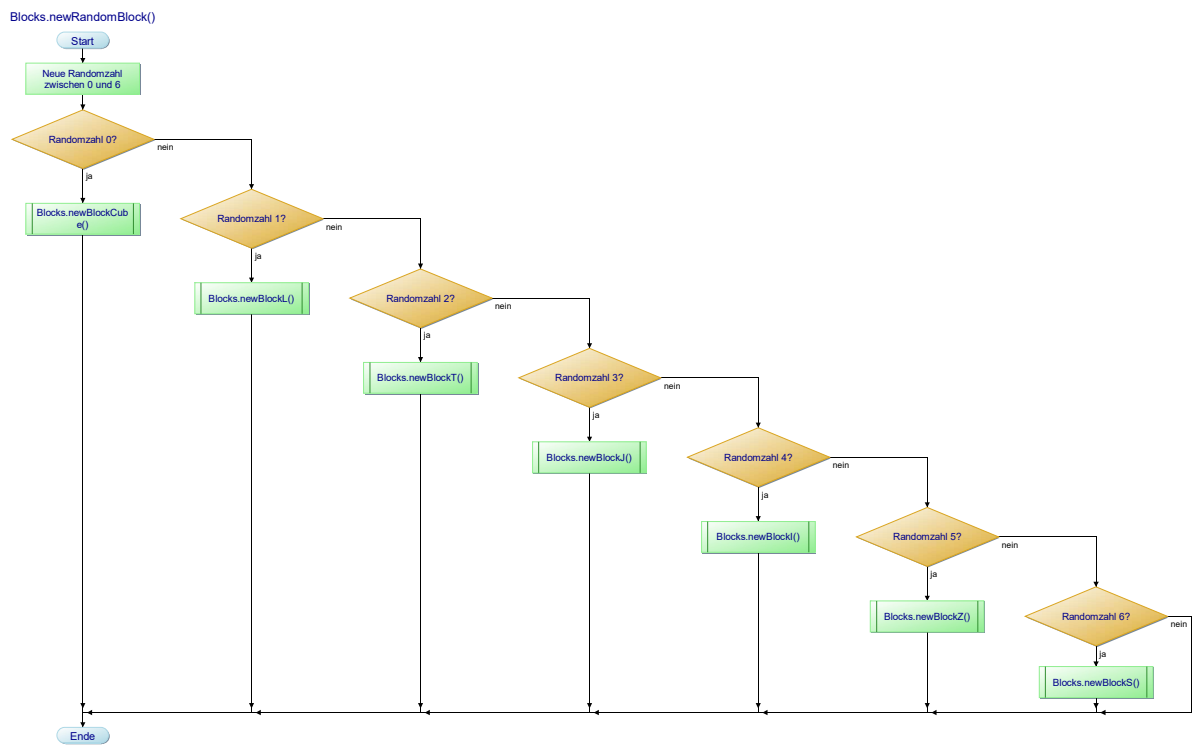 Blocks.newRandomBlock()
Start
Neue Randomzahl
zwischen 0 und 6
Randomzahl 0?
nein
ja
Blocks.newBlockCub
e()
Randomzahl 1?
nein
ja
Blocks.newBlockL()
Randomzahl 2?
nein
ja
Blocks.newBlockT()
Randomzahl 3?
nein
ja
Blocks.newBlockJ()
Randomzahl 4?
nein
ja
Blocks.newBlockI()
Randomzahl 5?
nein
ja
Blocks.newBlockZ()
Randomzahl 6?
nein
ja
Blocks.newBlockS()
Ende